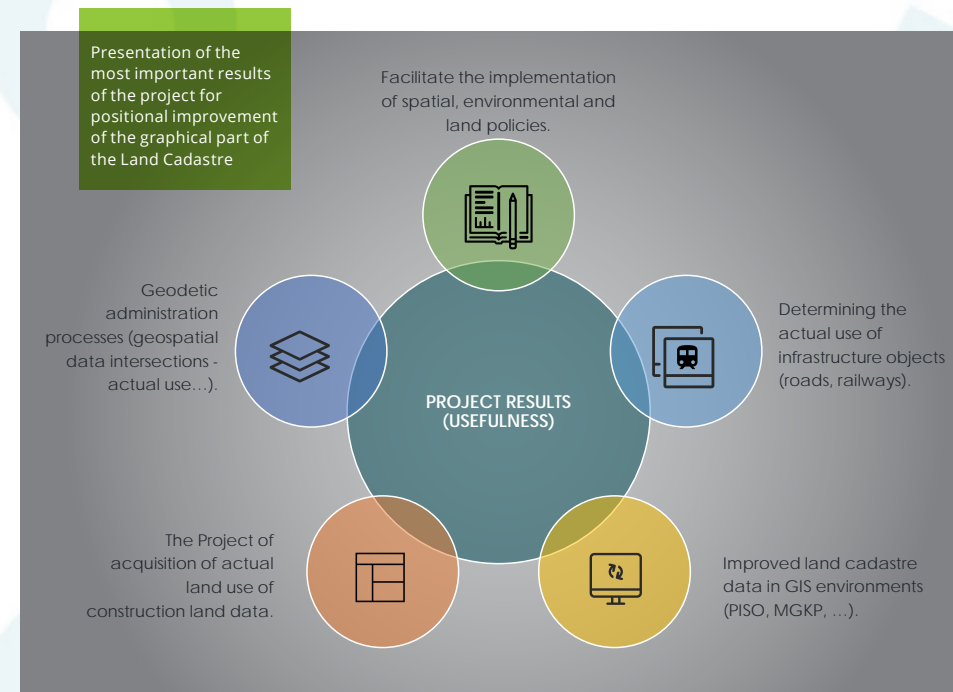 Presentation of the
most important results
of the project for
positional improvement
of the graphical part of
the Land Cadastre
Facilitate the implementation
of spatial, environmental and
land policies.
Geodetic
administration
processes (geospatial
data intersections -
actual use…).
Determining the
actual use of
infrastructure objects
(roads, railways).
PROJECT RESULTS
(USEFULNESS)
The Project of
acquisition of actual
land use of
construction land data.
Improved land cadastre
data in GIS environments
(PISO, MGKP, …).